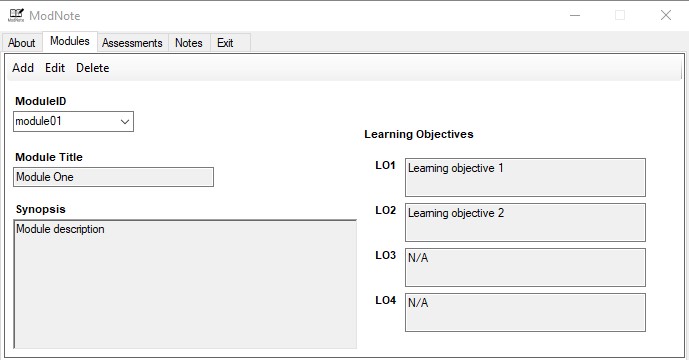 ModNote
ModNote
About Modules Assessments Notes Exit
Add Edit Delete
ModuleID
module01
Module Title
Module One
Synopsis
Module description
Learning Objectives
LO1 Learning objective 1
LO2 Learning objective 2
LO3 N/A
LO4 N/A